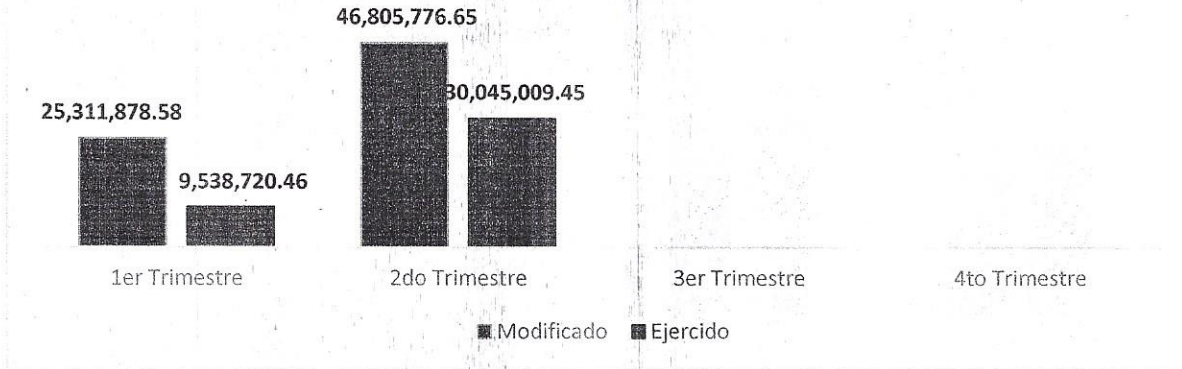 46,805,776.65
30,045,009.45
25,311,878.58
9,538,720.46
1er Trimestre 2do Trimestre 3er Trimestre 4to Trimestre
Modificado Ejercido